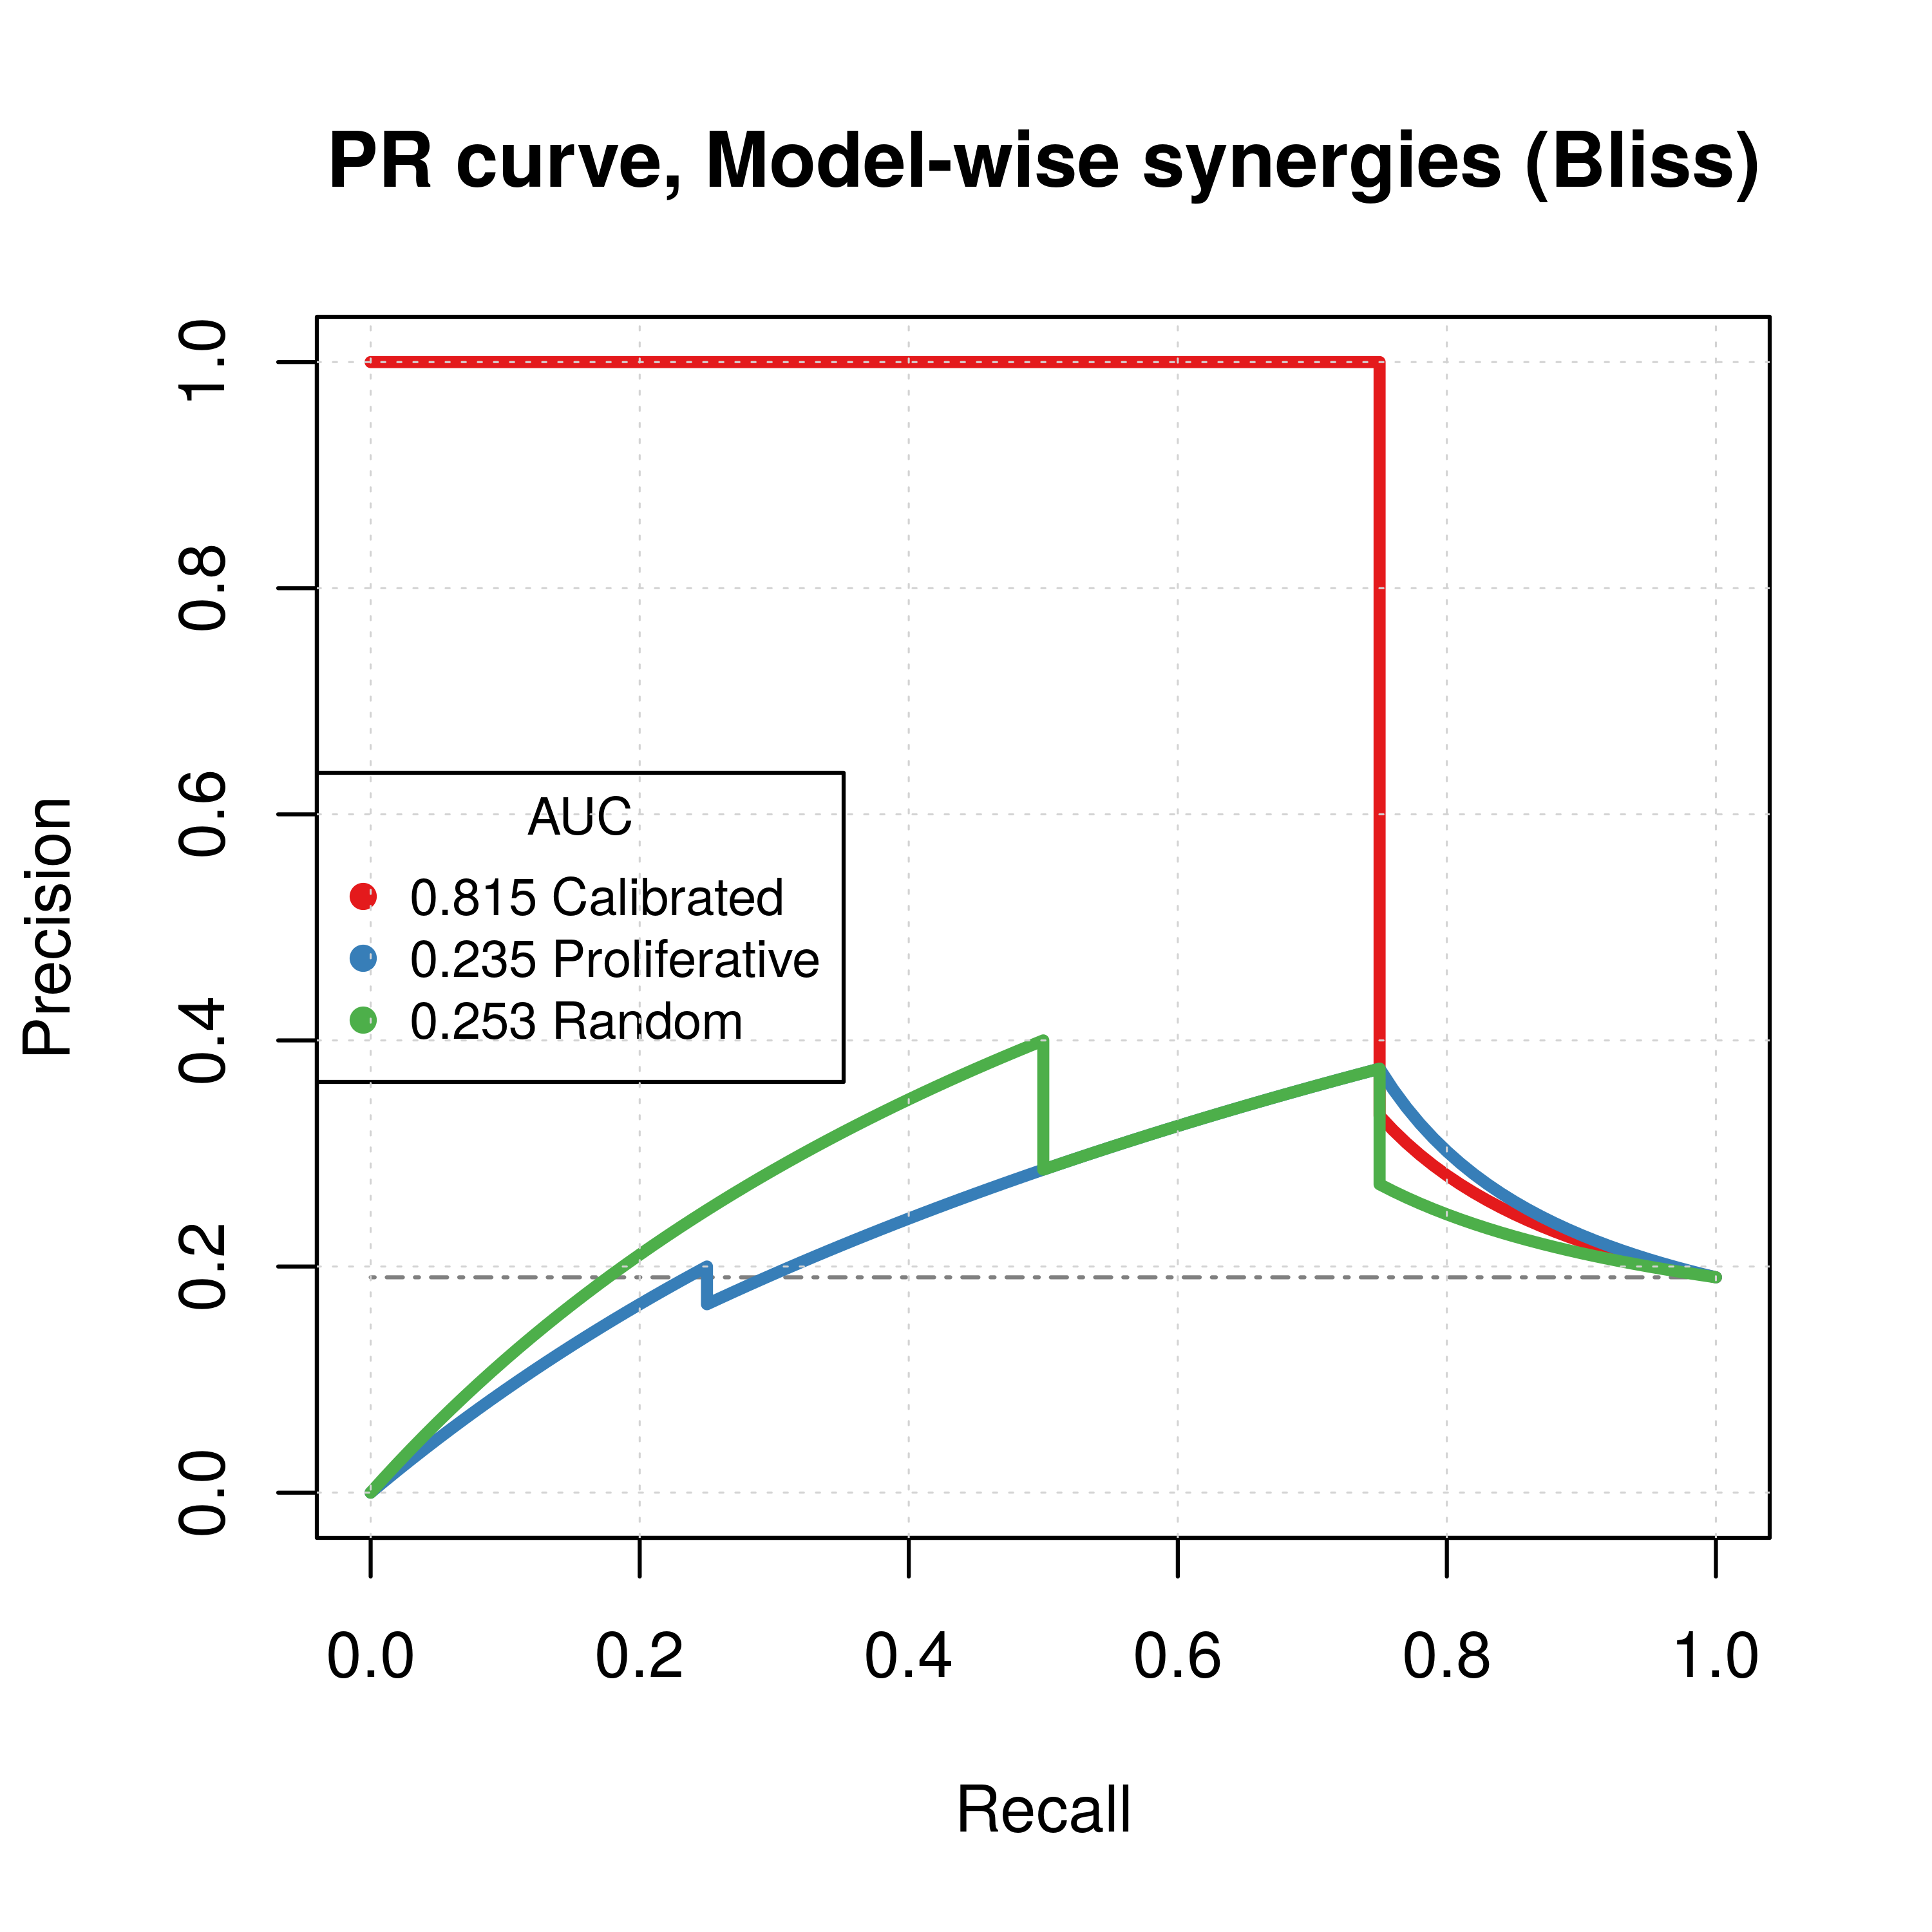 PR curve, Model-wise synergies (Bliss)
Precision
1.0
0.8
0.6
0.4
0.2
0.0
AUC
0.815 Calibrated
0.235 Proliferative
0.253 Random
0.0 0.2 0.4 0.6 0.8 1.0
Recall